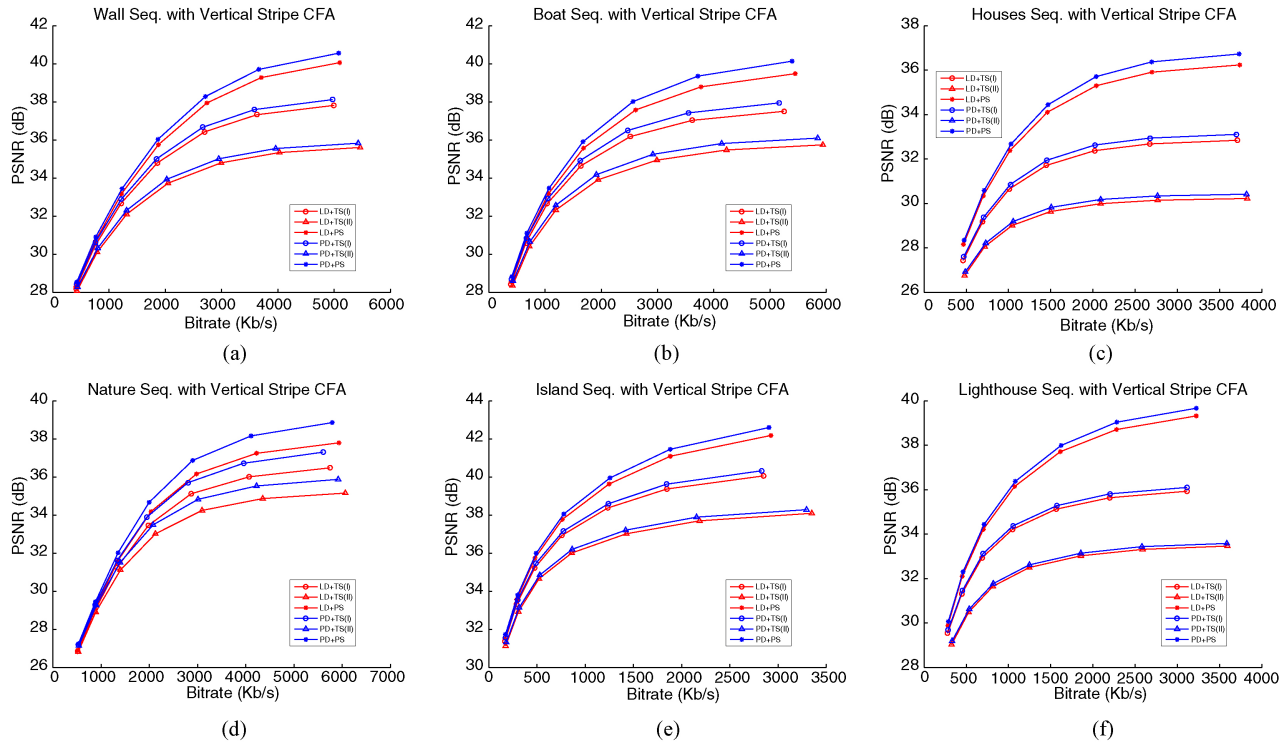 Wall Seq. with Vertical Stripe CFA
PSNR (dB)
42
40
38
36
34
32
30
28
0 1000 2000 3000 4000 5000 6000
Bitrate (Kb/s)
LD+TS(I)
LD+TS(II)
LD+PS
PD+TS(I)
PD+TS(II)
PD+PS
(a)
Boat Seq. with Vertical Stripe CFA
PSNR (dB)
42
40
38
36
34
32
30
28
0 1000 2000 3000 4000 5000 6000
Bitrate (Kb/s)
LD+TS(I)
LD+TS(II)
LD+PS
PD+TS(I)
PD+TS(II)
PD+PS
(b)
Houses Seq. with Vertical Stripe CFA
PSNR (dB)
38
36
34
32
30
28
26
0 500 1000 1500 2000 2500 3000 3500 4000
Bitrate (Kb/s)
LD+TS(I)
LD+TS(II)
LD+PS
PD+TS(I)
PD+TS(II)
PD+PS
(c)
Nature Seq. with Vertical Stripe CFA
PSNR (dB)
40
38
36
34
32
30
28
26
0 1000 2000 3000 4000 5000 6000 7000
Bitrate (Kb/s)
LD+TS(I)
LD+TS(II)
LD+PS
PD+TS(I)
PD+TS(II)
PD+PS
(d)
Island Seq. with Vertical Stripe CFA
PSNR (dB)
44
42
40
38
36
34
32
30
0 500 1000 1500 2000 2500 3000 3500
Bitrate (Kb/s)
LD+TS(I)
LD+TS(II)
LD+PS
PD+TS(I)
PD+TS(II)
PD+PS
(e)
Lighthouse Seq. with Vertical Stripe CFA
PSNR (dB)
40
38
36
34
32
30
28
0 500 1000 1500 2000 2500 3000 3500 4000
Bitrate (Kb/s)
LD+TS(I)
LD+TS(II)
LD+PS
PD+TS(I)
PD+TS(II)
PD+PS
(f)